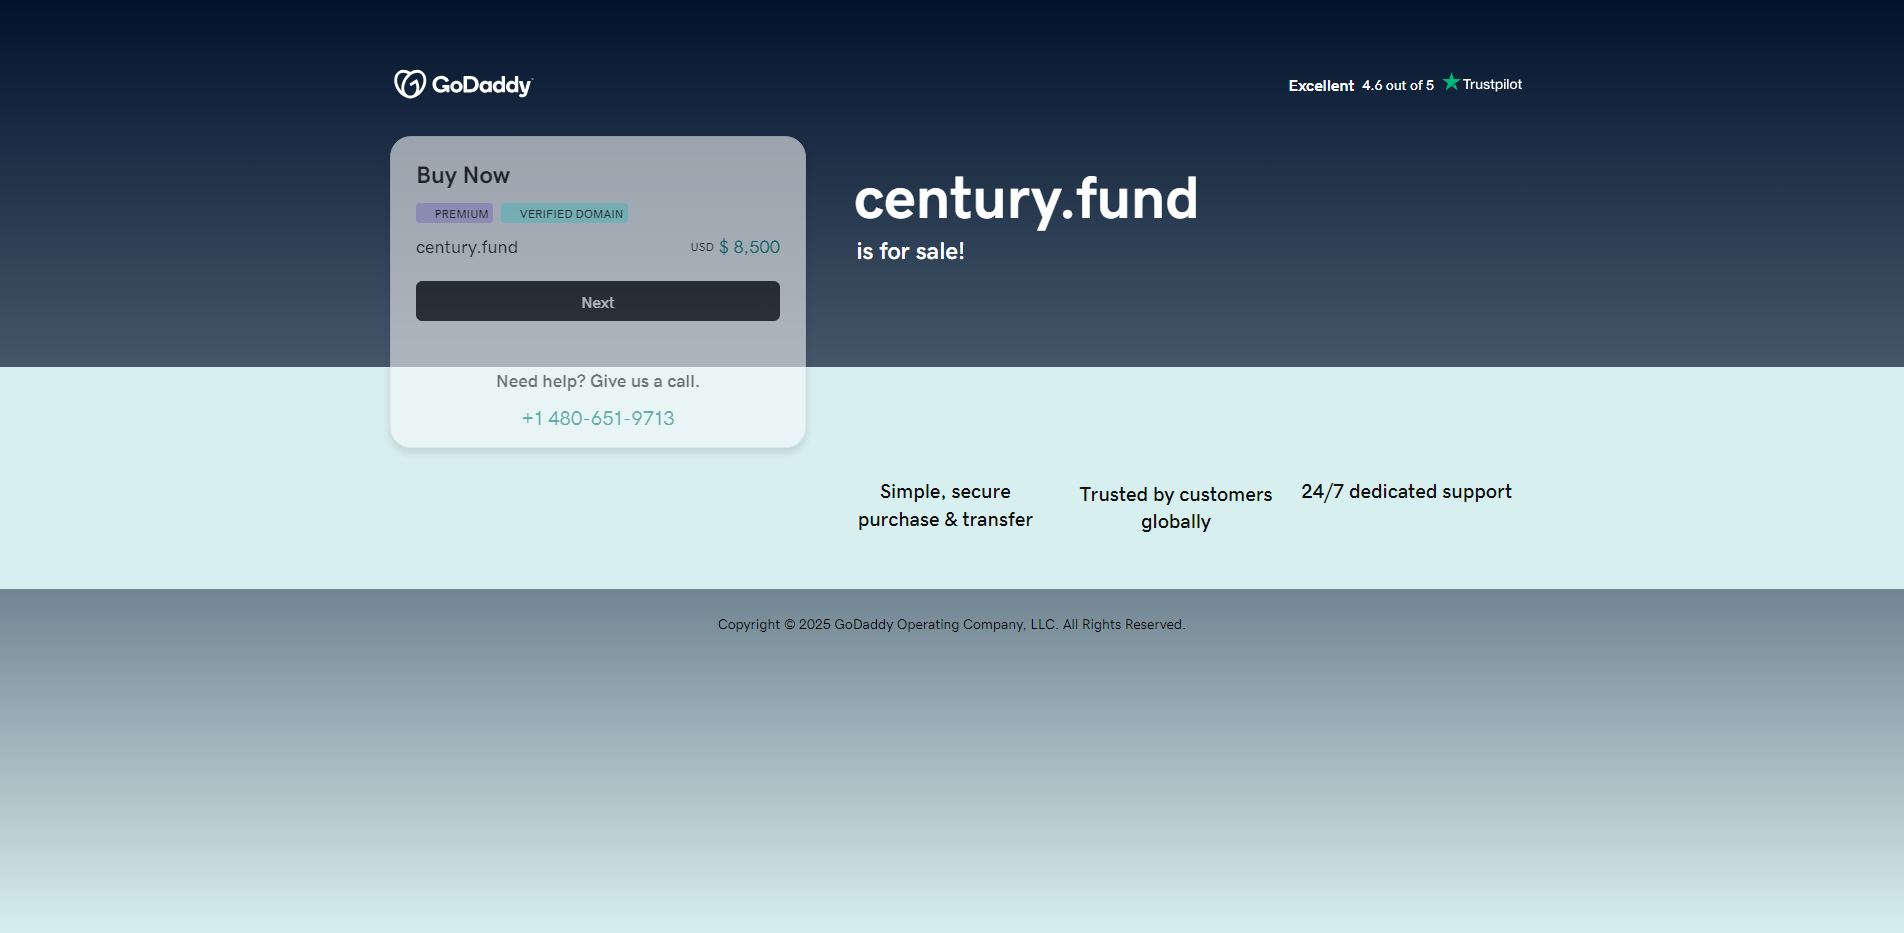 GoDaddy
Excellent 4.6 out of 5 Trustpilot
Buy Now
PREMIUM VERIFIED DOMAIN
century.fund USD $ 8,500
Next
Need help? Give us a call.
+1 480-651-9713
century.fund
is for sale!
Simple, secure
purchase & transfer
Trusted by customers
globally
24/7 dedicated support
Copyright © 2025 GoDaddy Operating Company, LLC. All Rights Reserved.